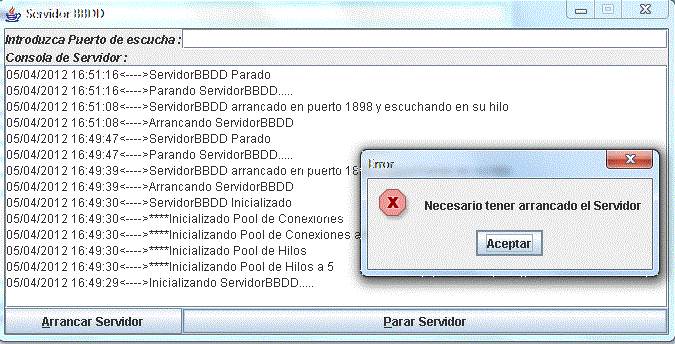 Servidor BBDD
Introduzca Puerto de escucha :
Consola de Servidor :
05/04/2012 16:51:16<---->ServidorBBDD Parado
05/04/2012 16:51:16<---->Parando ServidorBBDD.....
05/04/2012 16:51:08<---->ServidorBBDD arrancado en puerto 1898 y escuchando en su hilo
05/04/2012 16:51:08<---->Arrancando ServidorBBDD
05/04/2012 16:49:47<---->ServidorBBDD Parado
05/04/2012 16:49:47<---->Parando ServidorBBDD.....
05/04/2012 16:49:39<---->ServidorBBDD arrancado en puerto
05/04/2012 16:49:39<---->Arrancando ServidorBBDD
05/04/2012 16:49:30<---->ServidorBBDD Inicializado
05/04/2012 16:49:30<---->****Inicializado Pool de Conexiones
05/04/2012 16:49:30<---->****Inicializando Pool de Conexiones a
05/04/2012 16:49:30<---->****Inicializado Pool de Hilos
05/04/2012 16:49:30<---->****Inicializando Pool de Hilos a 5
05/04/2012 16:49:29<---->Inicializando ServidorBBDD.....
Error
Necesario tener arrancado el Servidor
Aceptar
Arrancar Servidor
Parar Servidor